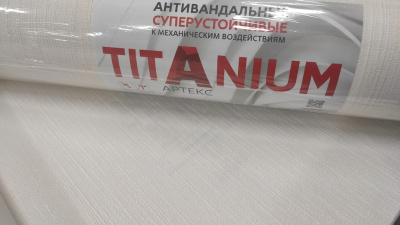 АНТИВАНДАЛЬНЫЕ
СУПЕРУСТОЙЧИВЫЕ
К МЕХАНИЧЕСКИМ ВОЗДЕЙСТВИЯМ
TITANIUM
АРТЕКС